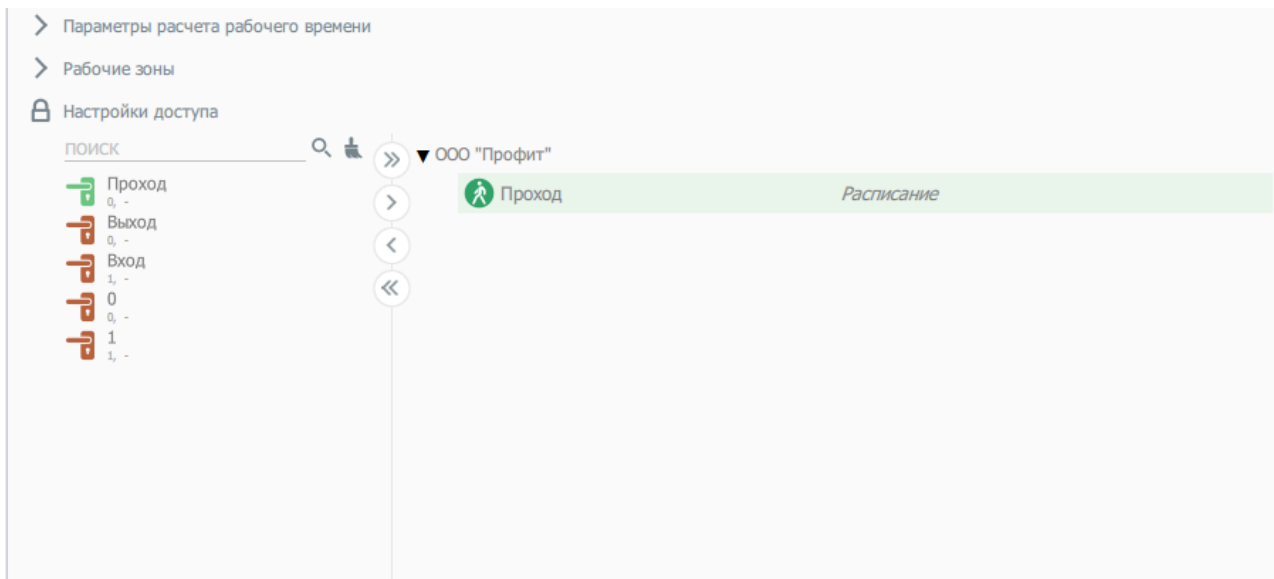 Параметры расчета рабочего времени
Рабочие зоны
Настройки доступа
ПОИСК
Проход
0, -
Выход
0, -
Вход
1, -
0
0, -
1
1, -
ООО "Профит"
Проход Расписание